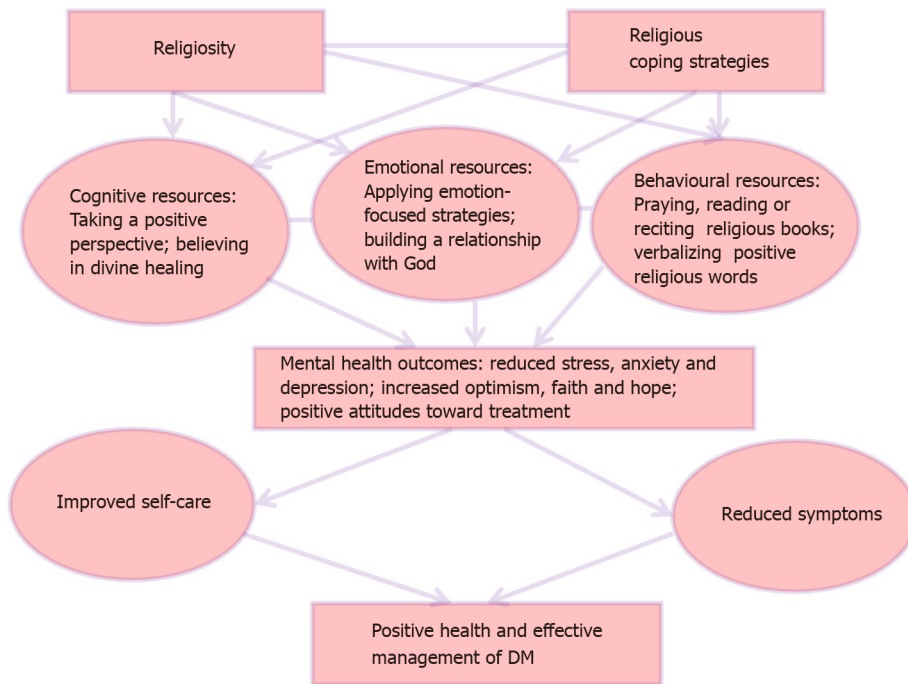 Religiosity
Religious
coping strategies
Cognitive resources:
Taking a positive
perspective; believing
in divine healing
Emotional resources:
Applying emotion-
focused strategies;
building a relationship
with God
Behavioural resources:
Praying, reading or
reciting religious books;
verbalizing positive
religious words
Mental health outcomes: reduced stress, anxiety and
depression; increased optimism, faith and hope;
positive attitudes toward treatment
Improved self-care
Reduced symptoms
Positive health and effective
management of DM